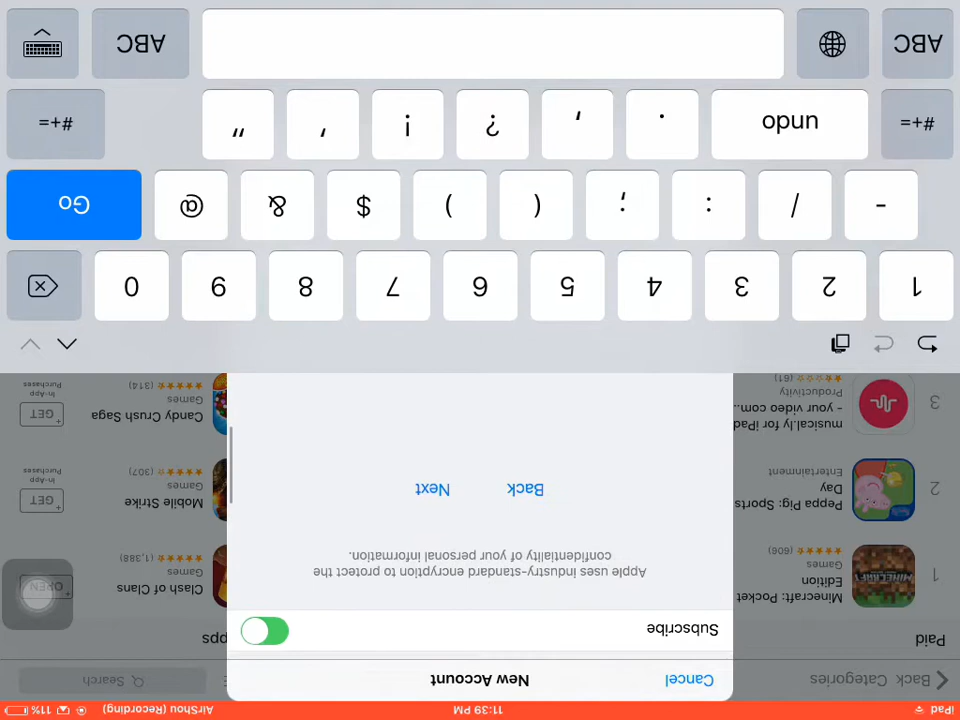 iPad 11:39 PM AirShou (Recording) 11%
Back Categories Search
Cancel New Account
Paid
Subscribe
1 Minecraft: Pocket Edition (606)
Clash of Clans Games (1,388) OPEN
Apple uses industry-standard encryption to protect the
confidentiality of your personal information.
Back Next
2 Peppa Pig: Sports Day Entertainment
Mobile Strike Games (307) GET In-App Purchases
3 musical.ly for iPad - your video com... Productivity (61)
Candy Crush Saga Games (314) GET In-App Purchases
1 2 3 4 5 6 7 8 9 0
- / : ; ( ) $ & @ Go
#+= undo . , ? ! ' " #+=
ABC ABC